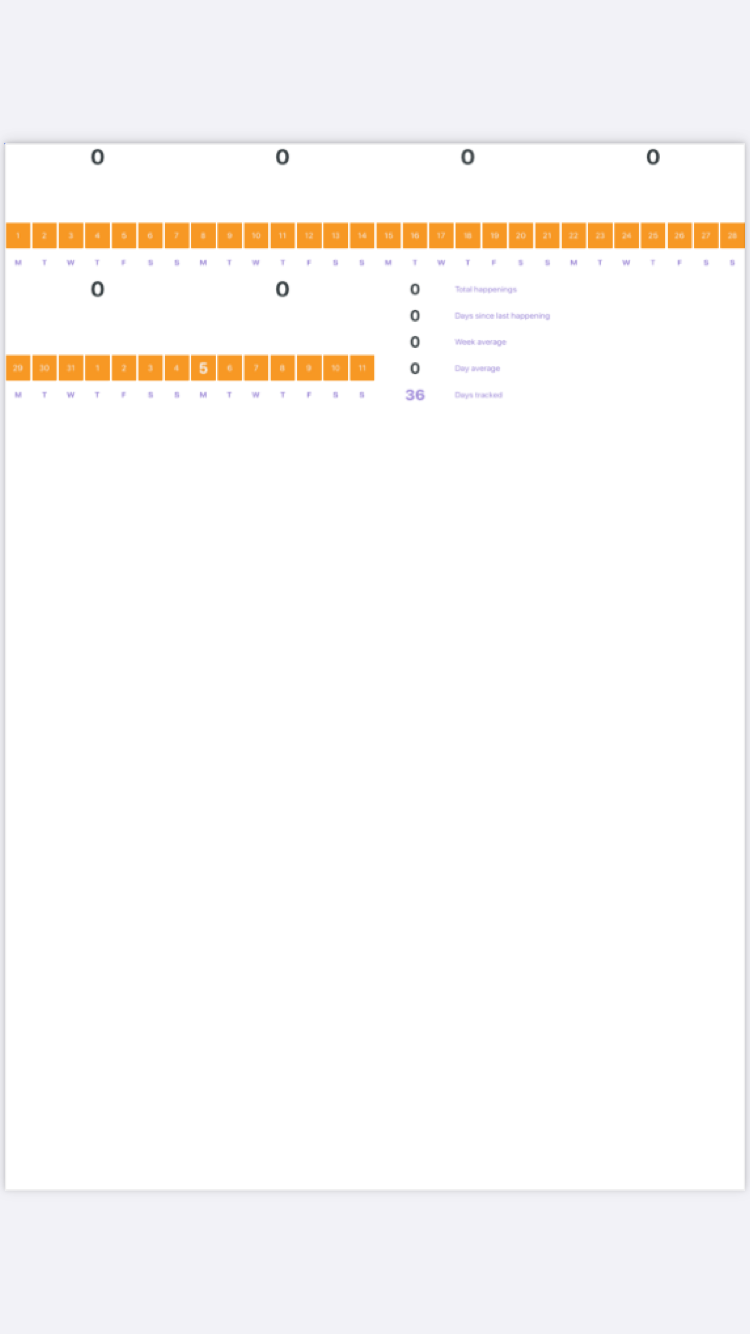 0 0 0 0
1 2 3 4 5 6 7 8 9 10 11 12 13 14 15 16 17 18 19 20 21 22 23 24 25 26 27 28
M T W T F S S M T W T F S S M T W T F S S M T W T F S S
0 0
29 30 31 1 2 3 4 5 6 7 8 9 10 11
M T W T F S S M T W T F S S
0 Total happenings
0 Days since last happening
0 Week average
0 Day average
36 Days tracked